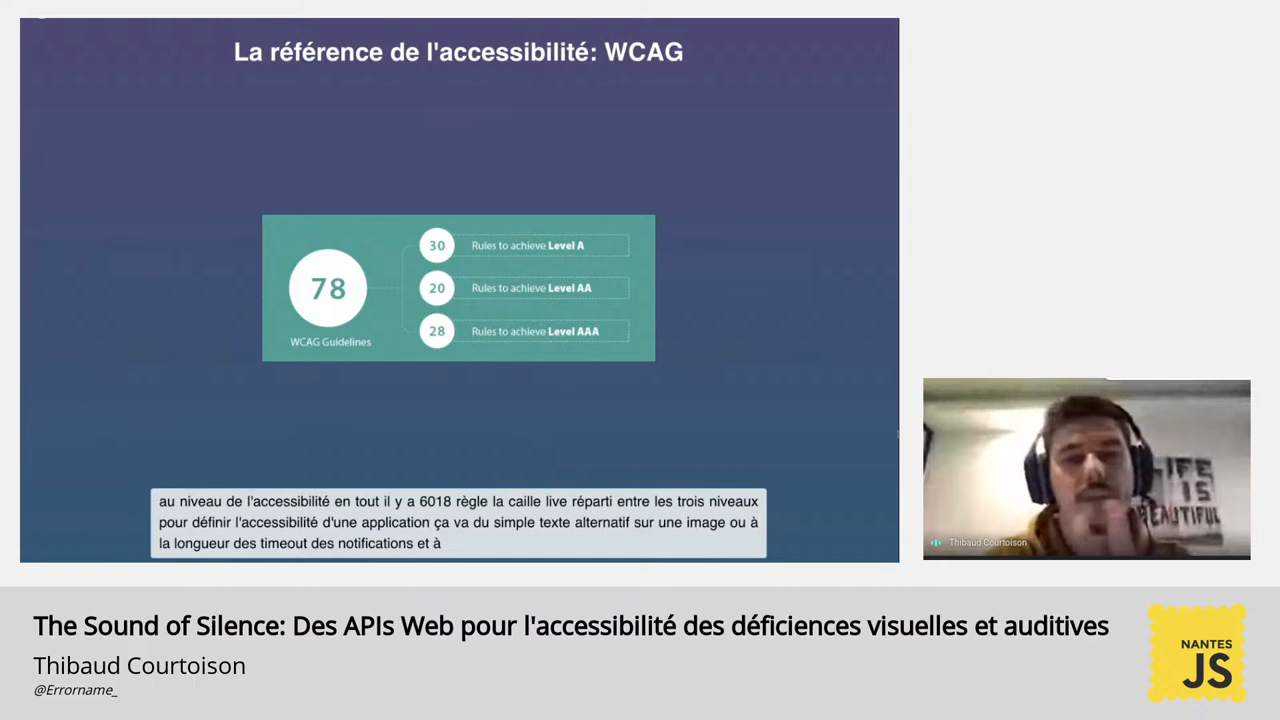 La référence de l'accessibilité: WCAG
78
WCAG Guidelines
30 Rules to achieve Level A
20 Rules to achieve Level AA
28 Rules to achieve Level AAA
au niveau de l'accessibilité en tout il y a 6018 règle la caille live réparti entre les trois niveaux
pour définir l'accessibilité d'une application ça va du simple texte alternatif sur une image ou à
la longueur des timeout des notifications et à
LIFE
IS
BEAUTIFUL
Thibaud Courtoison
The Sound of Silence: Des APIs Web pour l'accessibilité des déficiences visuelles et auditives
Thibaud Courtoison
@Errorname_
NANTES
JS